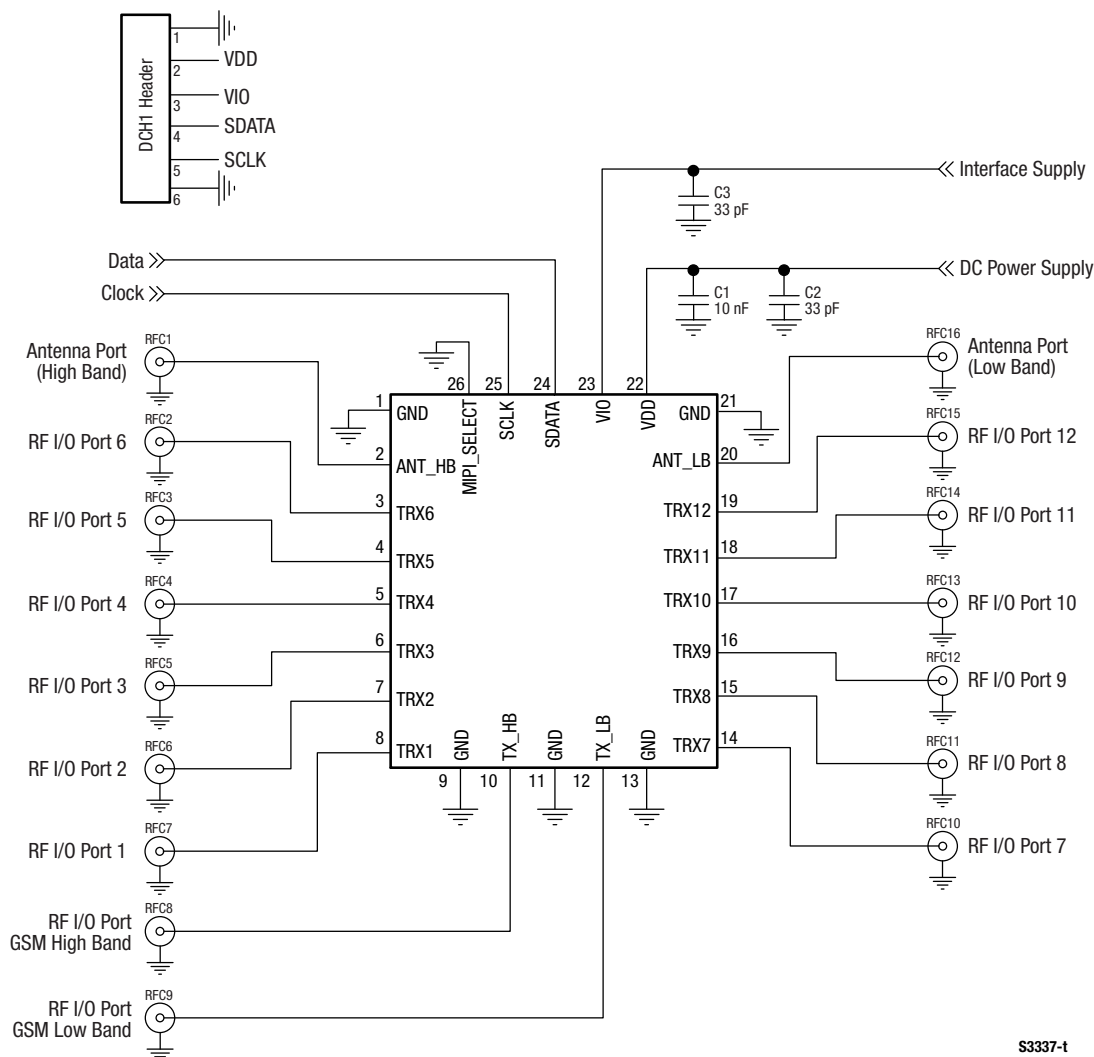 DCH1 Header
1
2
VDD
3
VIO
4
SDATA
5
SCLK
6
Interface Supply
C3
33 pF
Data
DC Power Supply
Clock
C1
10 nF
C2
33 pF
RFC1
Antenna Port
(High Band)
RFC16
Antenna Port
(Low Band)
26
25
24
23
22
MIPI_SELECT
SCLK
SDATA
VIO
VDD
1
GND
21
GND
RFC2
RF I/O Port 6
RFC15
RF I/O Port 12
2
ANT_HB
20
ANT_LB
RFC3
RF I/O Port 5
RFC14
RF I/O Port 11
3
TRX6
19
TRX12
4
TRX5
18
TRX11
RFC4
RF I/O Port 4
RFC13
RF I/O Port 10
5
TRX4
17
TRX10
RFC5
RF I/O Port 3
RFC12
RF I/O Port 9
6
TRX3
16
TRX9
7
TRX2
15
TRX8
RFC6
RF I/O Port 2
RFC11
RF I/O Port 8
8
TRX1
14
TRX7
GND
TX_HB
GND
TX_LB
GND
9
10
11
12
13
RFC7
RF I/O Port 1
RFC10
RF I/O Port 7
RFC8
RF I/O Port
GSM High Band
RFC9
RF I/O Port
GSM Low Band
S3337-t